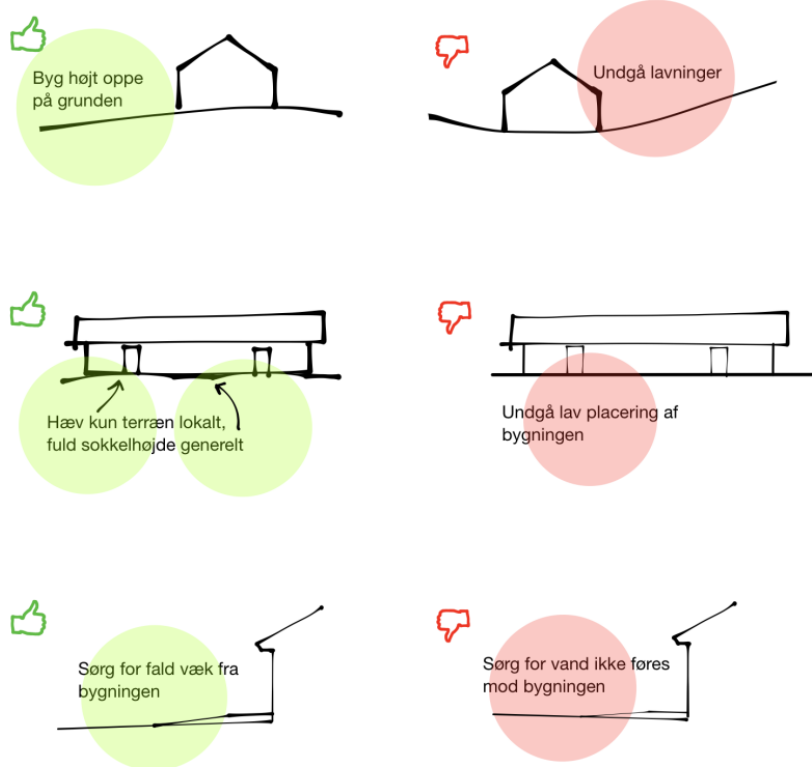 Byg højt oppe
på grunden
Undgå lavninger
Hæv kun terræn lokalt,
fuld sokkelhøjde generelt
Undgå lav placering af
bygningen
Sørg for fald væk fra
bygningen
Sørg for vand ikke føres
mod bygningen